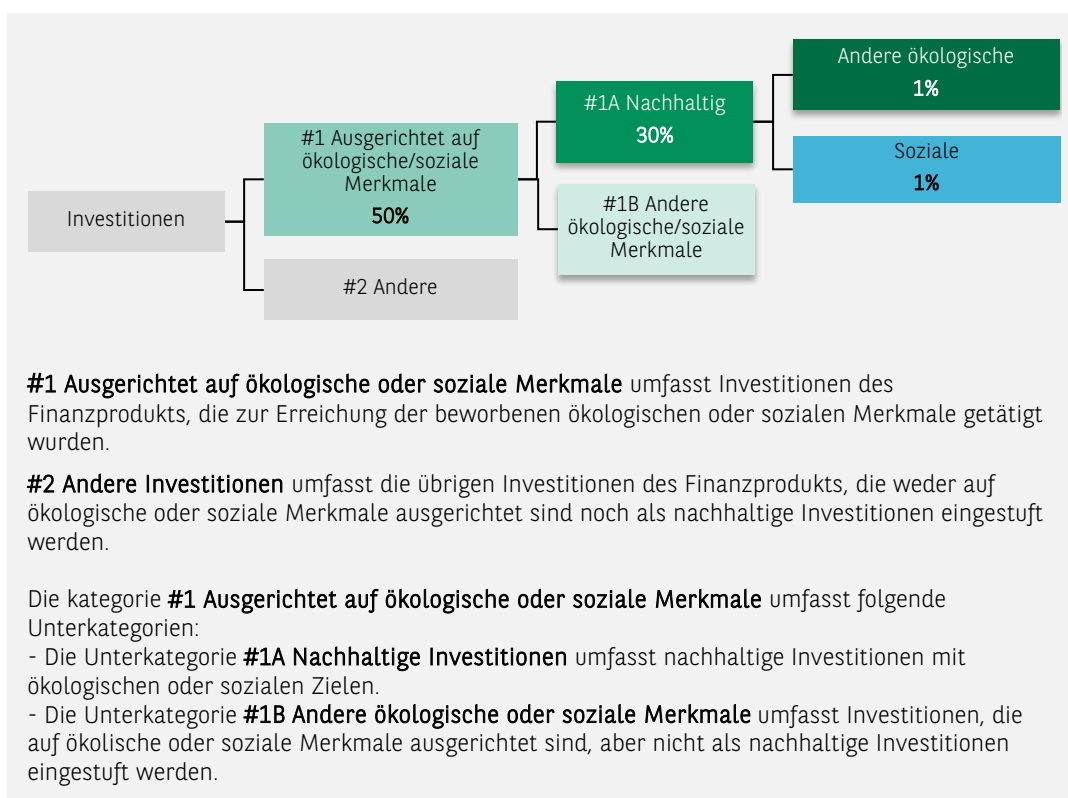 Investitionen
#1 Ausgerichtet auf
ökologische/soziale
Merkmale
50%
#2 Andere
#1A Nachhaltig
30%
#1B Andere
ökologische/soziale
Merkmale
Andere ökologische
1%
Soziale
1%
#1 Ausgerichtet auf ökologische oder soziale Merkmale umfasst Investitionen des
Finanzprodukts, die zur Erreichung der beworbenen ökologischen oder sozialen Merkmale getätigt
wurden.
#2 Andere Investitionen umfasst die übrigen Investitionen des Finanzprodukts, die weder auf
ökologische oder soziale Merkmale ausgerichtet sind noch als nachhaltige Investitionen eingestuft
werden.
Die kategorie #1 Ausgerichtet auf ökologische oder soziale Merkmale umfasst folgende
Unterkategorien:
- Die Unterkategorie #1A Nachhaltige Investitionen umfasst nachhaltige Investitionen mit
ökologischen oder sozialen Zielen.
- Die Unterkategorie #1B Andere ökologische oder soziale Merkmale umfasst Investitionen, die
auf ökolische oder soziale Merkmale ausgerichtet sind, aber nicht als nachhaltige Investitionen
eingestuft werden.